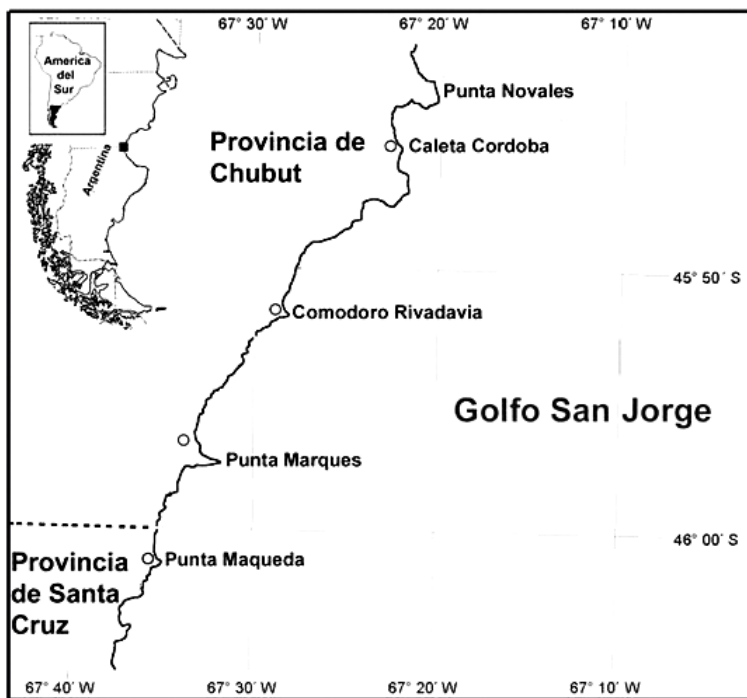 67° 30' W
67° 20' W
67° 10' W
America
del
Sur
Punta Novales
Provincia de
Chubut
Caleta Cordoba
Argentina
45° 50' S
Comodoro Rivadavia
Golfo San Jorge
Punta Marques
46° 00' S
Provincia
de Santa
Cruz
Punta Maqueda
67° 40' W
67° 30' W
67° 20' W
67° 10' W